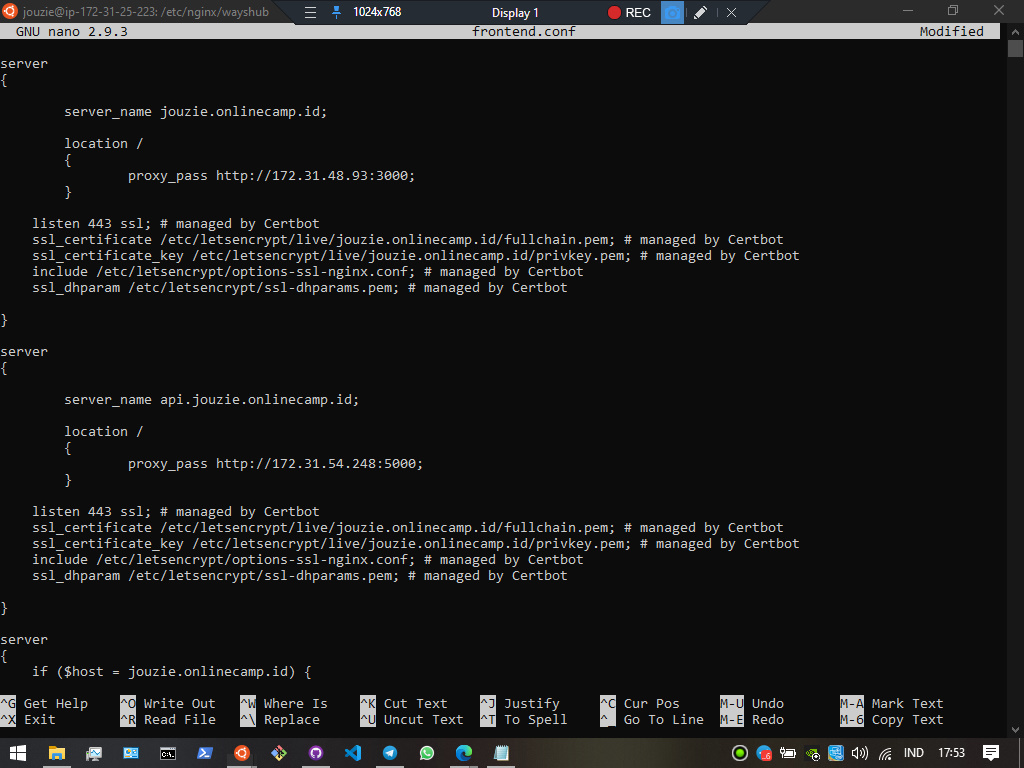 jouzie@ip-172-31-25-223: /etc/nginx/wayshub
1024x768
Display 1
REC
GNU nano 2.9.3 frontend.conf Modified
server
{
server_name jouzie.onlinecamp.id;
location /
{
proxy_pass http://172.31.48.93:3000;
}
listen 443 ssl; # managed by Certbot
ssl_certificate /etc/letsencrypt/live/jouzie.onlinecamp.id/fullchain.pem; # managed by Certbot
ssl_certificate_key /etc/letsencrypt/live/jouzie.onlinecamp.id/privkey.pem; # managed by Certbot
include /etc/letsencrypt/options-ssl-nginx.conf; # managed by Certbot
ssl_dhparam /etc/letsencrypt/ssl-dhparams.pem; # managed by Certbot
}
server
{
server_name api.jouzie.onlinecamp.id;
location /
{
proxy_pass http://172.31.54.248:5000;
}
listen 443 ssl; # managed by Certbot
ssl_certificate /etc/letsencrypt/live/jouzie.onlinecamp.id/fullchain.pem; # managed by Certbot
ssl_certificate_key /etc/letsencrypt/live/jouzie.onlinecamp.id/privkey.pem; # managed by Certbot
include /etc/letsencrypt/options-ssl-nginx.conf; # managed by Certbot
ssl_dhparam /etc/letsencrypt/ssl-dhparams.pem; # managed by Certbot
}
server
{
if ($host = jouzie.onlinecamp.id) {
^G Get Help ^O Write Out ^W Where Is ^K Cut Text ^J Justify ^C Cur Pos M-U Undo M-A Mark Text
^X Exit ^R Read File ^\ Replace ^U Uncut Text ^T To Spell ^_ Go To Line M-E Redo M-6 Copy Text
IND 17:53